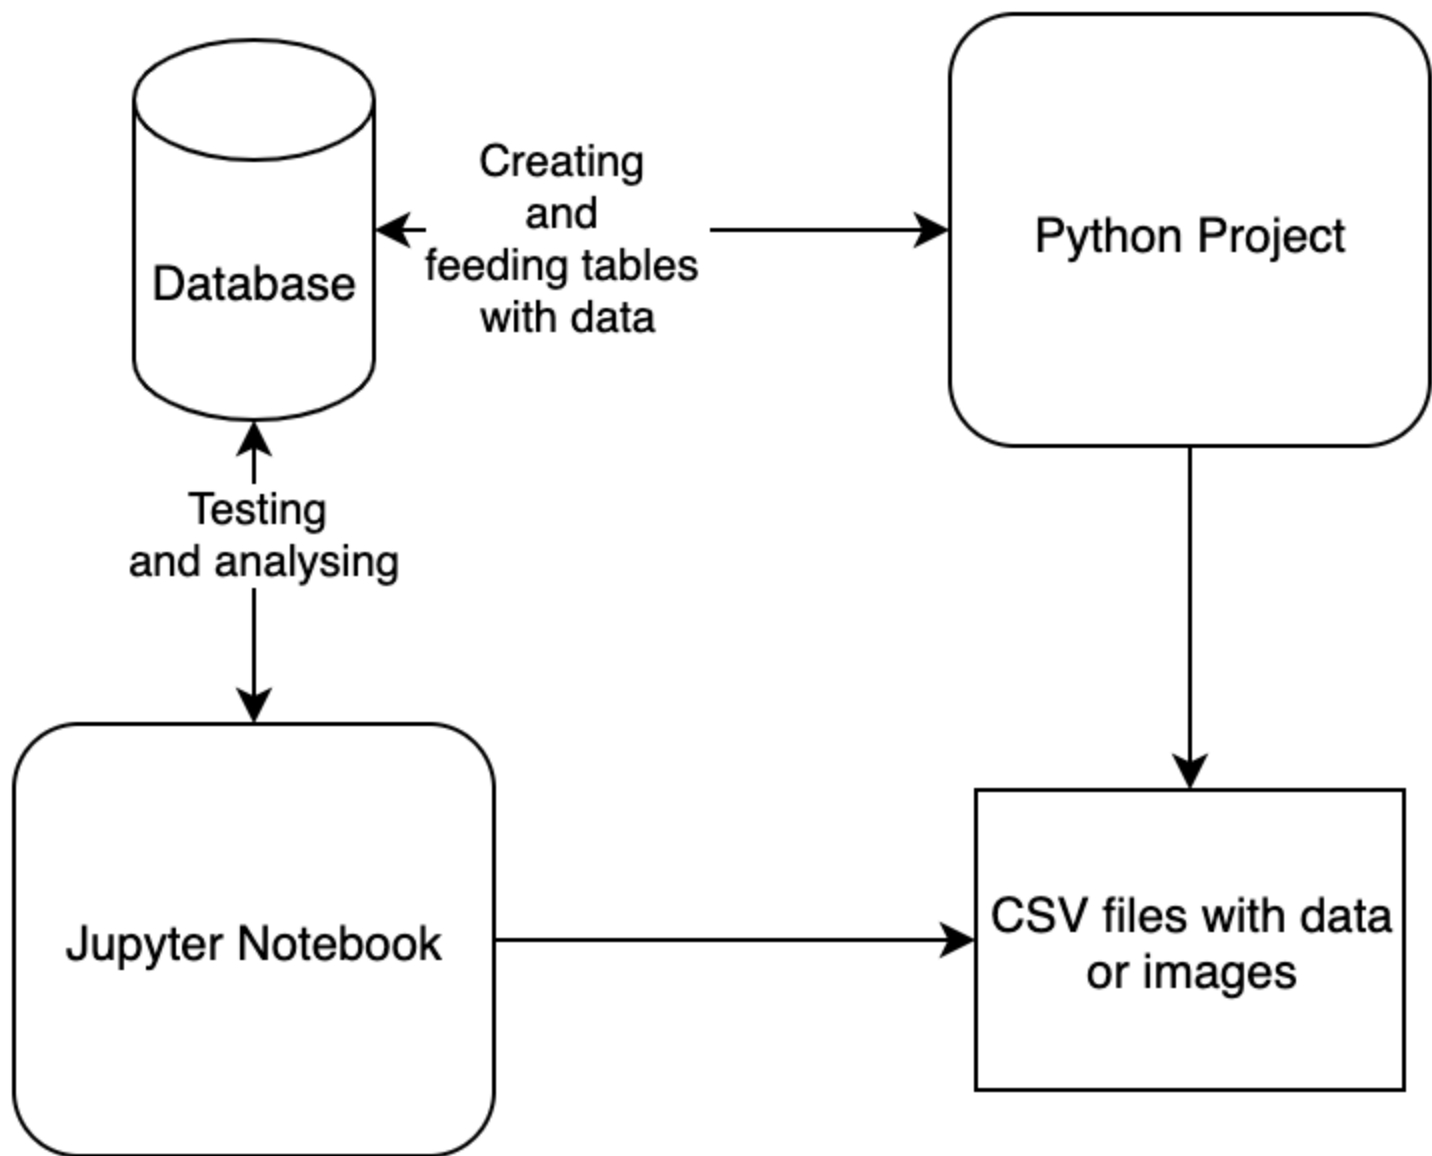 Creating
and
feeding tables
with data
Database
Python Project
Testing
and analysing
Jupyter Notebook
CSV files with data
or images